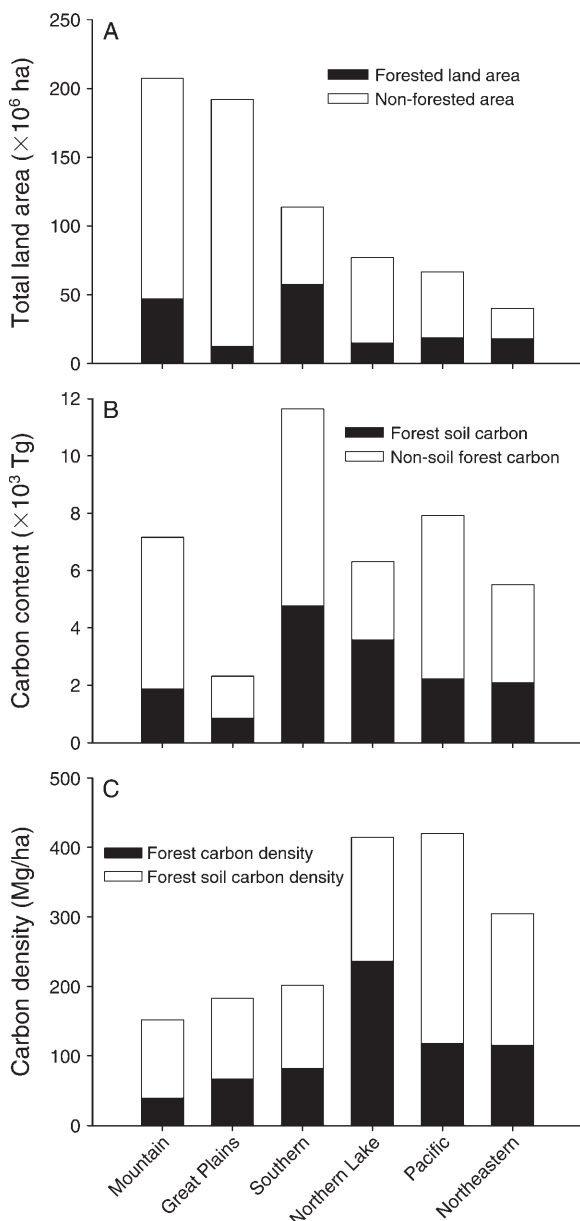 A
Total land area (×10⁶ ha)
250
200
150
100
50
0
Forested land area
Non-forested area
B
Carbon content (×10³ Tg)
12
10
8
6
4
2
0
Forest soil carbon
Non-soil forest carbon
C
Carbon density (Mg/ha)
500
400
300
200
100
0
Forest carbon density
Forest soil carbon density
Mountain
Great Plains
Southern
Northern Lake
Pacific
Northeastern